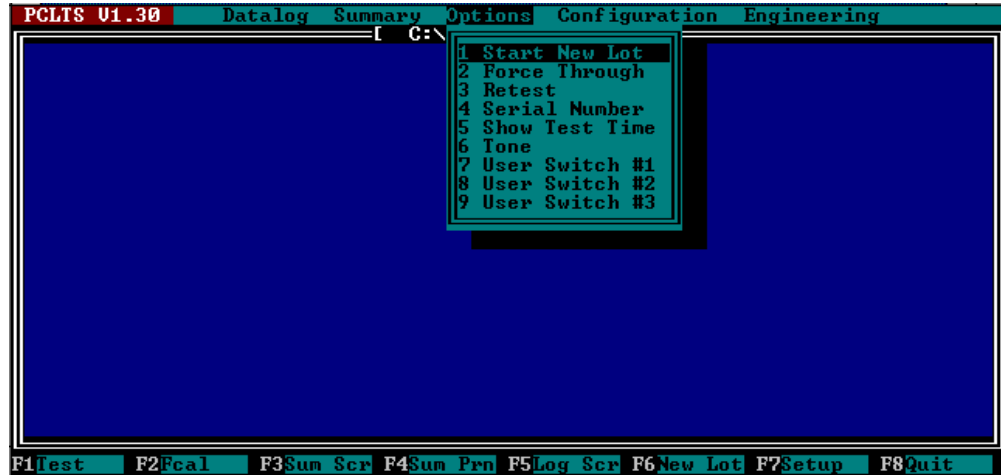 PCLTS V1.30 Datalog Summary Options Configuration Engineering
[ C:\
1 Start New Lot
2 Force Through
3 Retest
4 Serial Number
5 Show Test Time
6 Tone
7 User Switch #1
8 User Switch #2
9 User Switch #3
F1Test F2Fcal F3Sum Scr F4Sum Prn F5Log Scr F6New Lot F7Setup F8Quit